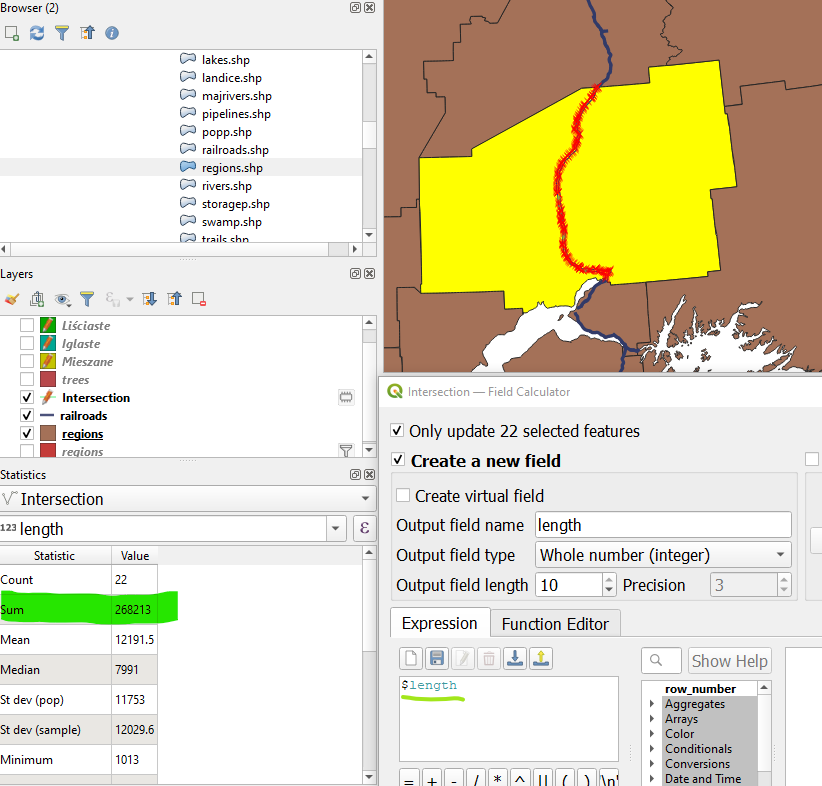 Browser (2)
lakes.shp
landice.shp
majrivers.shp
pipelines.shp
popp.shp
railroads.shp
regions.shp
rivers.shp
storagep.shp
swamp.shp
trails.shp
Layers
Liściaste
Iglaste
Mieszane
trees
Intersection
railroads
regions
regions
Statistics
Intersection
123 length
ε
Statistic Value
Count 22
Sum 268213
Mean 12191.5
Median 7991
St dev (pop) 11753
St dev (sample) 12029.6
Minimum 1013
Intersection — Field Calculator
Only update 22 selected features
Create a new field
Create virtual field
Output field name length
Output field type Whole number (integer)
Output field length 10 Precision 3
Expression Function Editor
Show Help
$length
row_number
Aggregates
Arrays
Color
Conditionals
Conversions
Date and Time
= + - / * ^ || ( ) '\n'